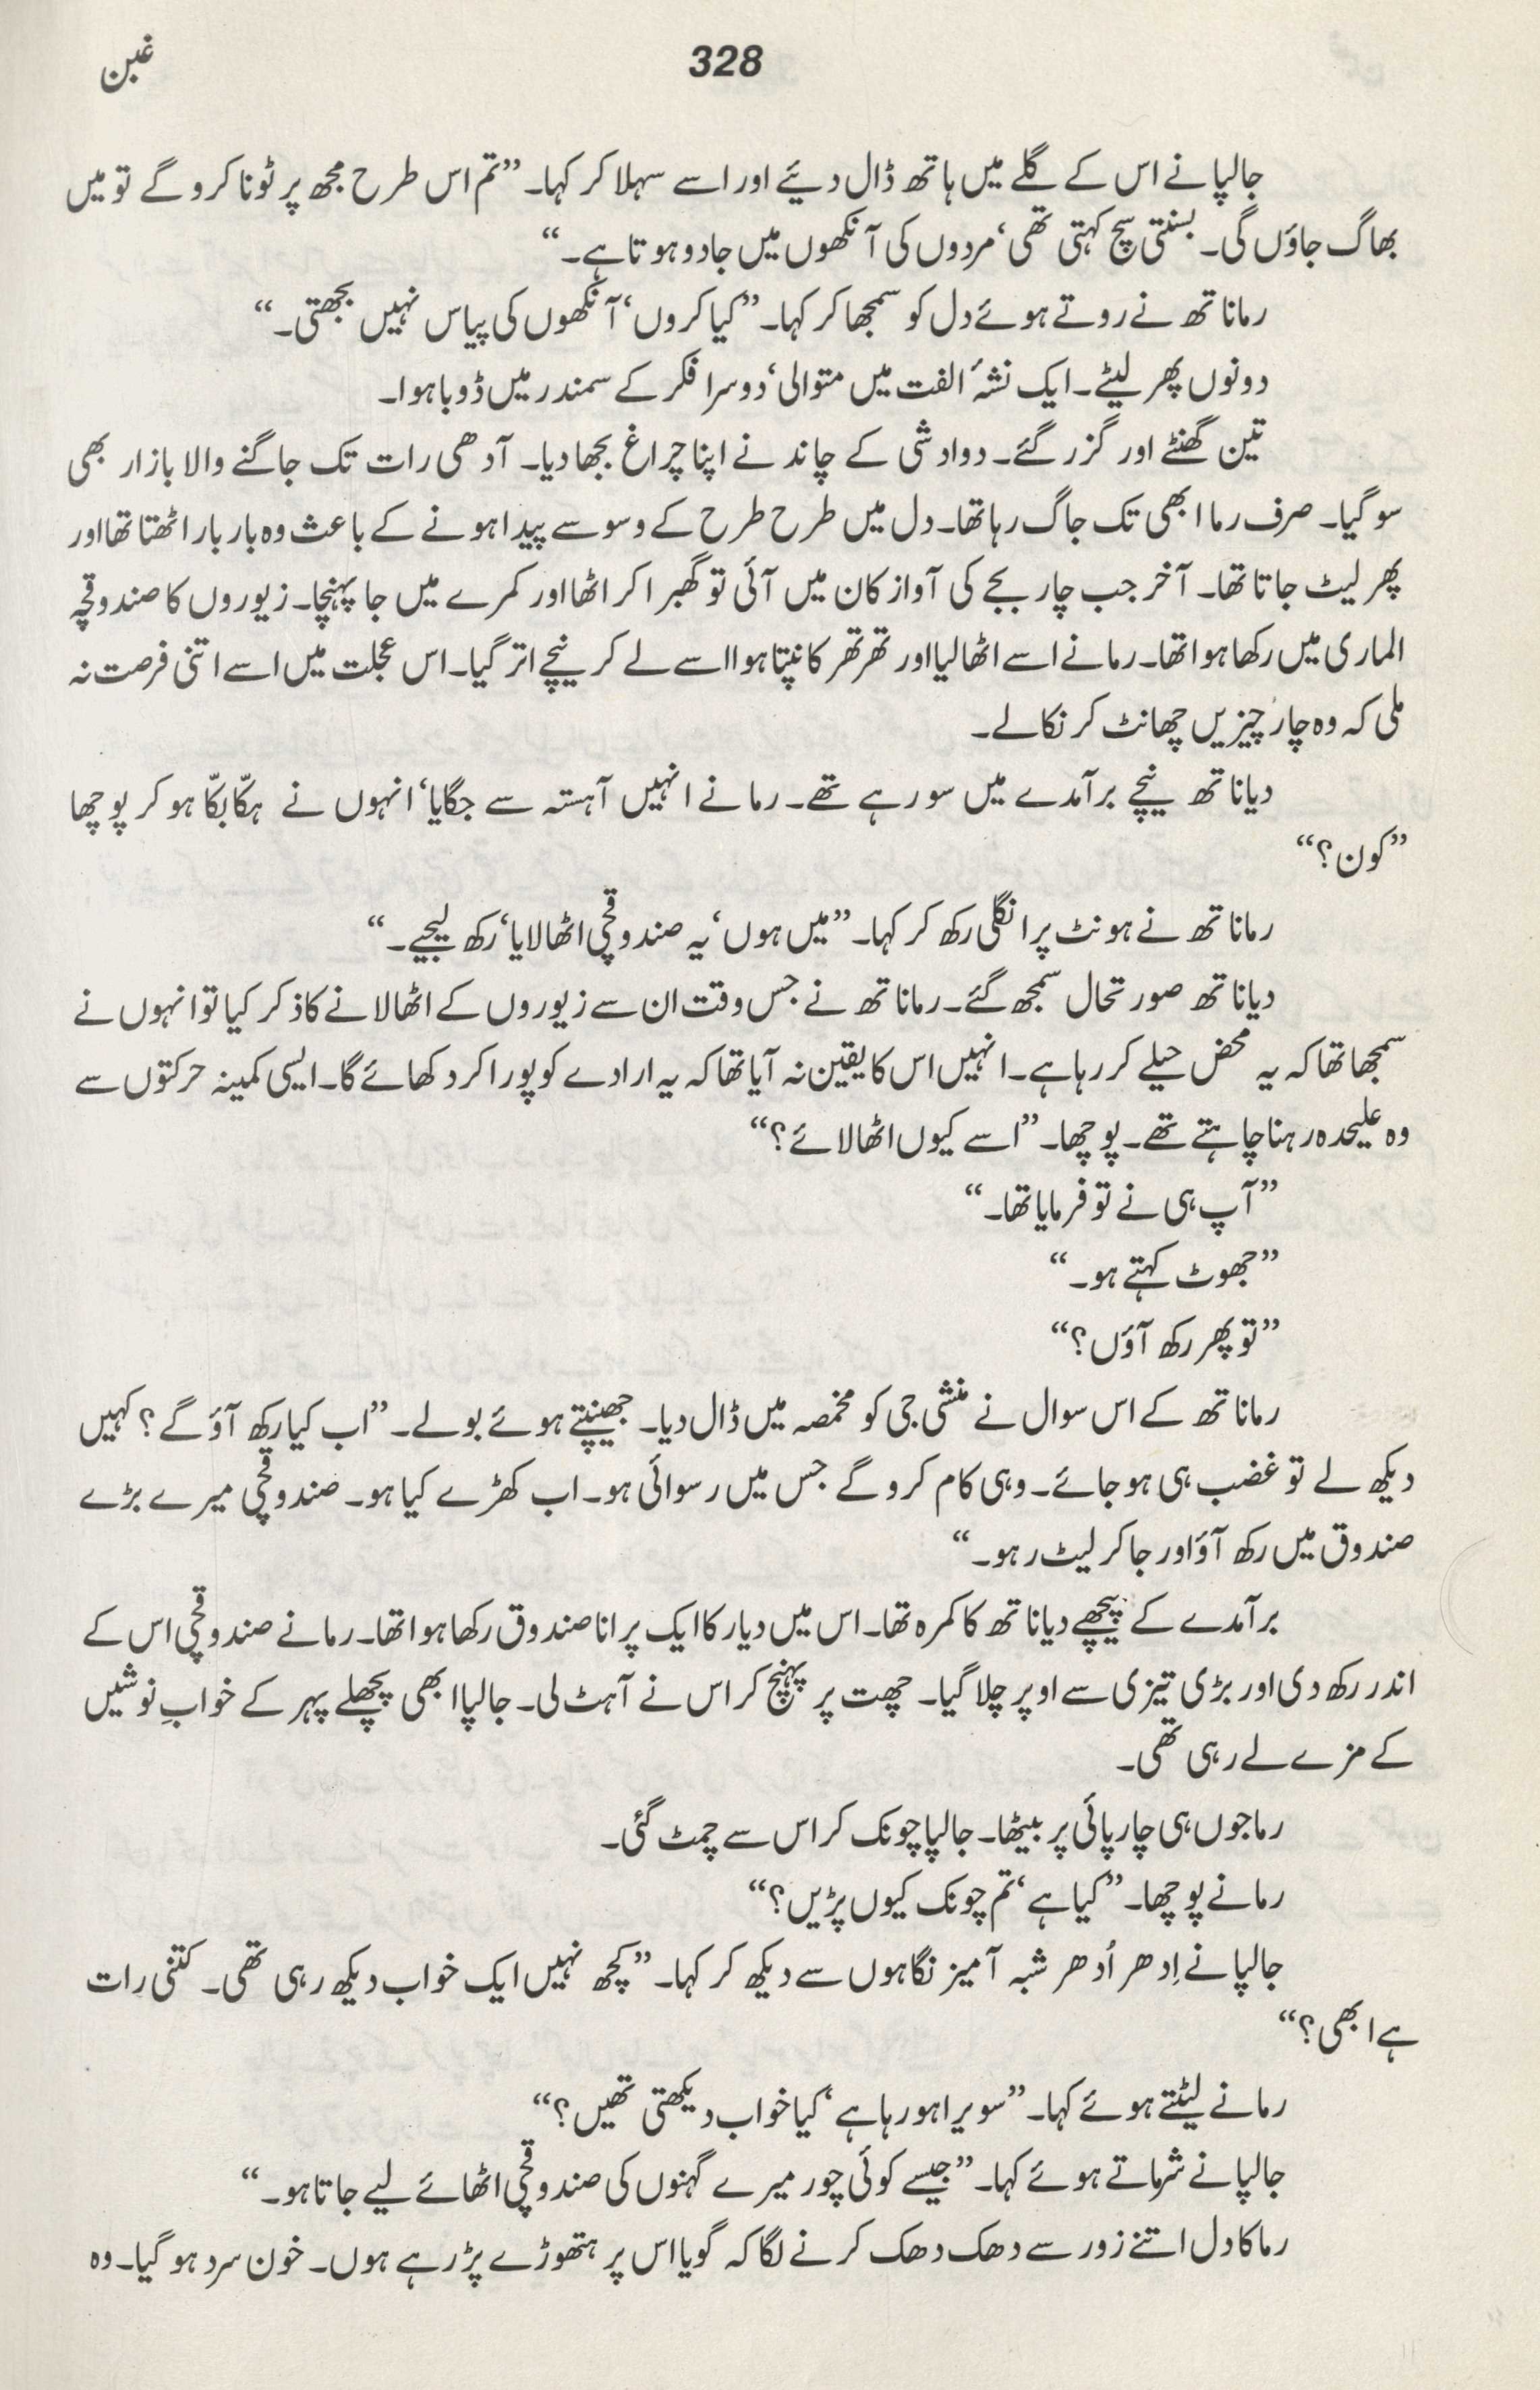 غبن
328
جالپا نے اس کے گلے میں ہاتھ ڈال دیئے اور اسے سہلا کر کہا۔ ”تم اس طرح مجھ پر ٹونا کرو گے تو میں
بھاگ جاؤں گی۔ بسنتی سچ کہتی تھی‘ مردوں کی آنکھوں میں جادو ہوتا ہے۔“
رماناتھ نے روتے ہوئے دل کو سمجھا کر کہا۔ ”کیا کروں‘ آنکھوں کی پیاس نہیں بجھتی۔“
دونوں پھر لیٹے۔ ایک نشۂ الفت میں متوالی‘ دوسرا فکر کے سمندر میں ڈوبا ہوا۔
تین گھنٹے اور گزر گئے۔ دوادشی کے چاند نے اپنا چراغ بجھا دیا۔ آدھی رات تک جاگنے والا بازار بھی
سو گیا۔ صرف رما ابھی تک جاگ رہا تھا۔ دل میں طرح طرح کے وسوسے پیدا ہونے کے باعث وہ بار بار اٹھتا تھا اور
پھر لیٹ جاتا تھا۔ آخر جب چار بجے کی آواز کان میں آئی تو گھبرا کر اٹھا اور کمرے میں جا پہنچا۔ زیوروں کا صندوقچہ
الماری میں رکھا ہوا تھا۔ رما نے اسے اٹھا لیا اور تھرتھر کانپتا ہوا اسے لے کر نیچے اتر گیا۔ اس عجلت میں اسے اتنی فرصت نہ
ملی کہ وہ چار چیزیں چھانٹ کر نکالے۔
دیاناتھ نیچے برآمدے میں سو رہے تھے۔ رما نے انہیں آہستہ سے جگایا‘ انہوں نے ہکّا بکّا ہو کر پوچھا
”کون؟“
رماناتھ نے ہونٹ پر انگلی رکھ کر کہا۔ ”میں ہوں‘ یہ صندوقچی اٹھا لایا‘ رکھ لیجیے۔“
دیاناتھ صورتحال سمجھ گئے۔ رماناتھ نے جس وقت ان سے زیوروں کے اٹھا لانے کا ذکر کیا تو انہوں نے
سمجھا تھا کہ یہ محض حیلے کر رہا ہے۔ انہیں اس کا یقین نہ آیا تھا کہ یہ ارادے کو پورا کر دکھائے گا۔ ایسی کمینہ حرکتوں سے
وہ علیحدہ رہنا چاہتے تھے۔ پوچھا۔ ”اسے کیوں اٹھا لائے؟“
”آپ ہی نے تو فرمایا تھا۔“
”جھوٹ کہتے ہو۔“
”تو پھر رکھ آؤں؟“
رماناتھ کے اس سوال نے منشی جی کو مخمصہ میں ڈال دیا۔ جھینپتے ہوئے بولے۔ ”اب کیا رکھ آؤ گے؟ کہیں
دیکھ لے تو غضب ہی ہو جائے۔ وہی کام کرو گے جس میں رسوائی ہو۔ اب کھڑے کیا ہو۔ صندوقچی میرے بڑے
صندوق میں رکھ آؤ اور جا کر لیٹ رہو۔“
برآمدے کے پیچھے دیاناتھ کا کمرہ تھا۔ اس میں دیار کا ایک پرانا صندوق رکھا ہوا تھا۔ رما نے صندوقچی اس کے
اندر رکھ دی اور بڑی تیزی سے اوپر چلا گیا۔ چھت پر پہنچ کر اس نے آہٹ لی۔ جالپا ابھی پچھلے پہر کے خوابِ نوشیں
کے مزے لے رہی تھی۔
رما جوں ہی چارپائی پر بیٹھا۔ جالپا چونک کر اس سے چمٹ گئی۔
رما نے پوچھا۔ ”کیا ہے‘ تم چونک کیوں پڑیں؟“
جالپا نے اِدھر اُدھر شبہ آمیز نگاہوں سے دیکھ کر کہا۔ ”کچھ نہیں ایک خواب دیکھ رہی تھی۔ کتنی رات
ہے ابھی؟“
رما نے لیٹتے ہوئے کہا۔ ”سویرا ہو رہا ہے‘ کیا خواب دیکھتی تھیں؟“
جالپا نے شرماتے ہوئے کہا۔ ”جیسے کوئی چور میرے گہنوں کی صندوقچی اٹھائے لیے جاتا ہو۔“
رما کا دل اتنے زور سے دھک دھک کرنے لگا کہ گویا اس پر ہتھوڑے پڑ رہے ہوں۔ خون سرد ہو گیا۔ وہ